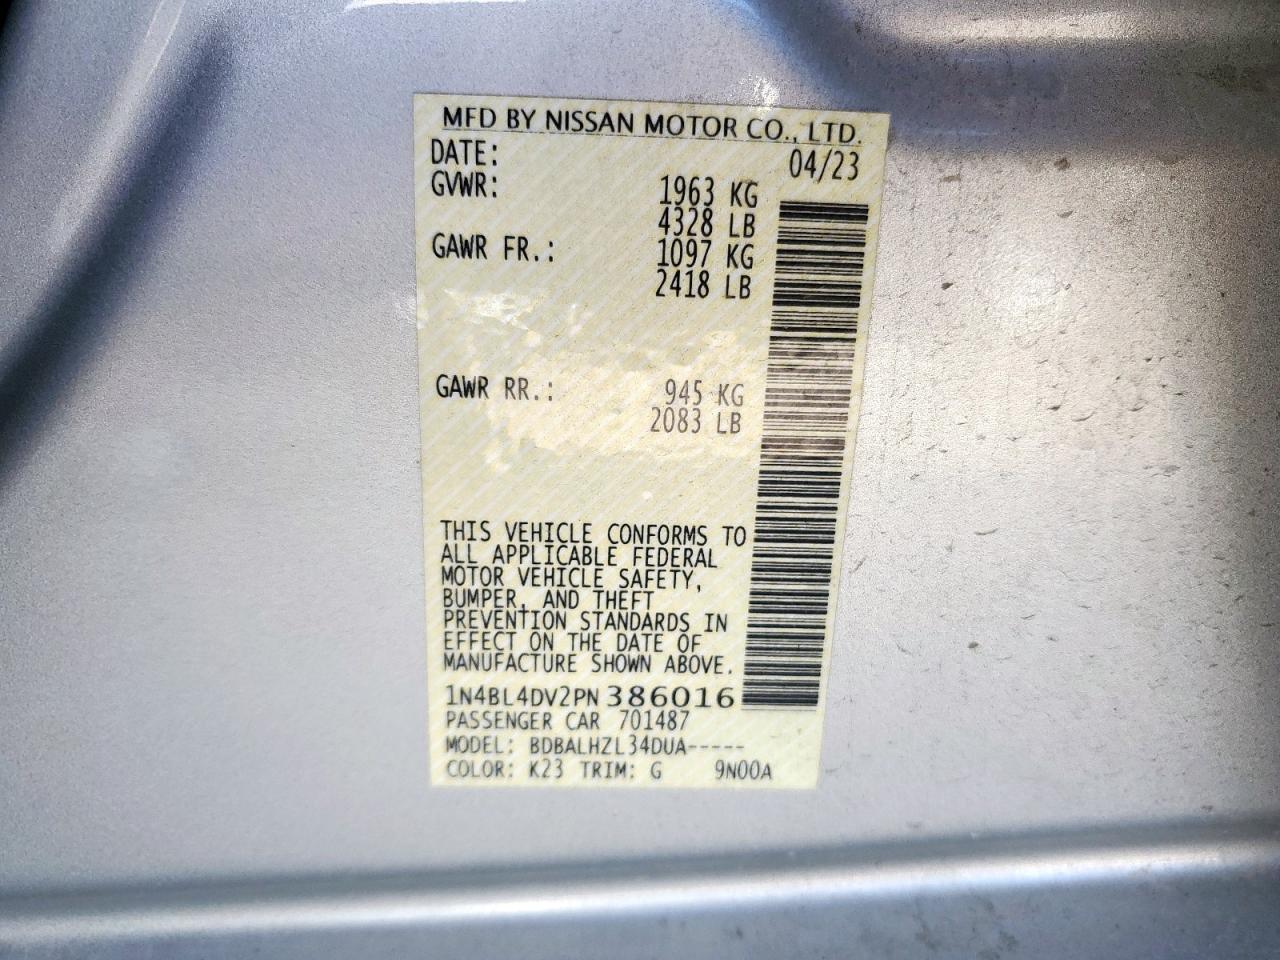 MFD BY NISSAN MOTOR CO., LTD.
DATE: 04/23
GVWR: 1963 KG
4328 LB
GAWR FR.: 1097 KG
2418 LB
GAWR RR.: 945 KG
2083 LB
THIS VEHICLE CONFORMS TO
ALL APPLICABLE FEDERAL
MOTOR VEHICLE SAFETY,
BUMPER, AND THEFT
PREVENTION STANDARDS IN
EFFECT ON THE DATE OF
MANUFACTURE SHOWN ABOVE.
1N4BL4DV2PN386016
PASSENGER CAR 701487
MODEL: BDBALHZL34DUA-----
COLOR: K23 TRIM: G 9N00A